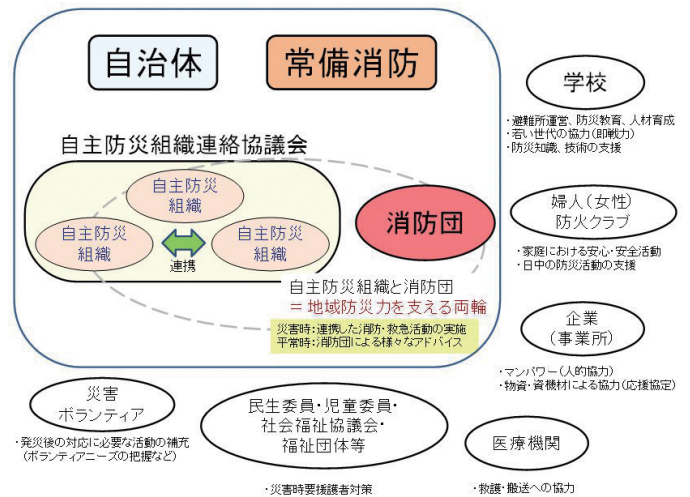 自治体
常備消防
自主防災組織連絡協議会
自主防災
組織
自主防災
組織
自主防災
組織
連携
消防団
自主防災組織と消防団
＝地域防災力を支える両輪
災害時：連携した消防・救急活動の実施
平常時：消防団による様々なアドバイス
学校
・避難所運営、防災教育、人材育成
・若い世代の協力（即戦力）
・防災知識、技術の支援
婦人（女性）
防火クラブ
・家庭における安心・安全活動
・日中の防災活動の支援
企業
（事業所）
・マンパワー（人的協力）
・物資・資機材による協力（応援協定）
災害
ボランティア
・発災後の対応に必要な活動の補充
（ボランティアニーズの把握など）
民生委員・児童委員・
社会福祉協議会・
福祉団体等
・災害時要援護者対策
医療機関
・救護・搬送への協力